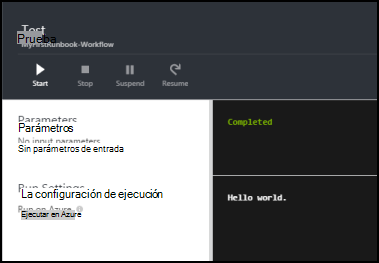 Test
Prueba
MyFirstRunbook-Workflow
Start
Stop
Suspend
Resume
Parameters
Parámetros
No input parameters
Sin parámetros de entrada
Run Settings
La configuración de ejecución
Run on Azure
Ejecutar en Azure
Completed
Hello world.